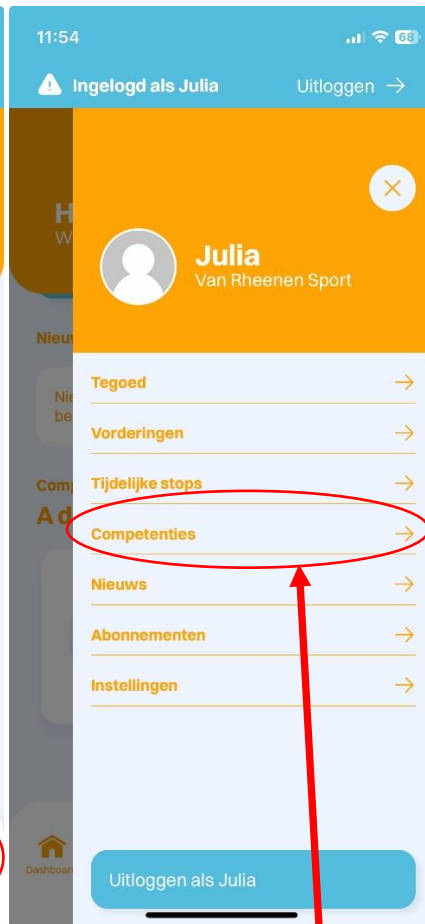 11:54
68
Ingelogd als Julia
Uitloggen
Julia
Van Rheenen Sport
Tegoed
Vorderingen
Tijdelijke stops
Competenties
Nieuws
Abonnementen
Instellingen
Uitloggen als Julia